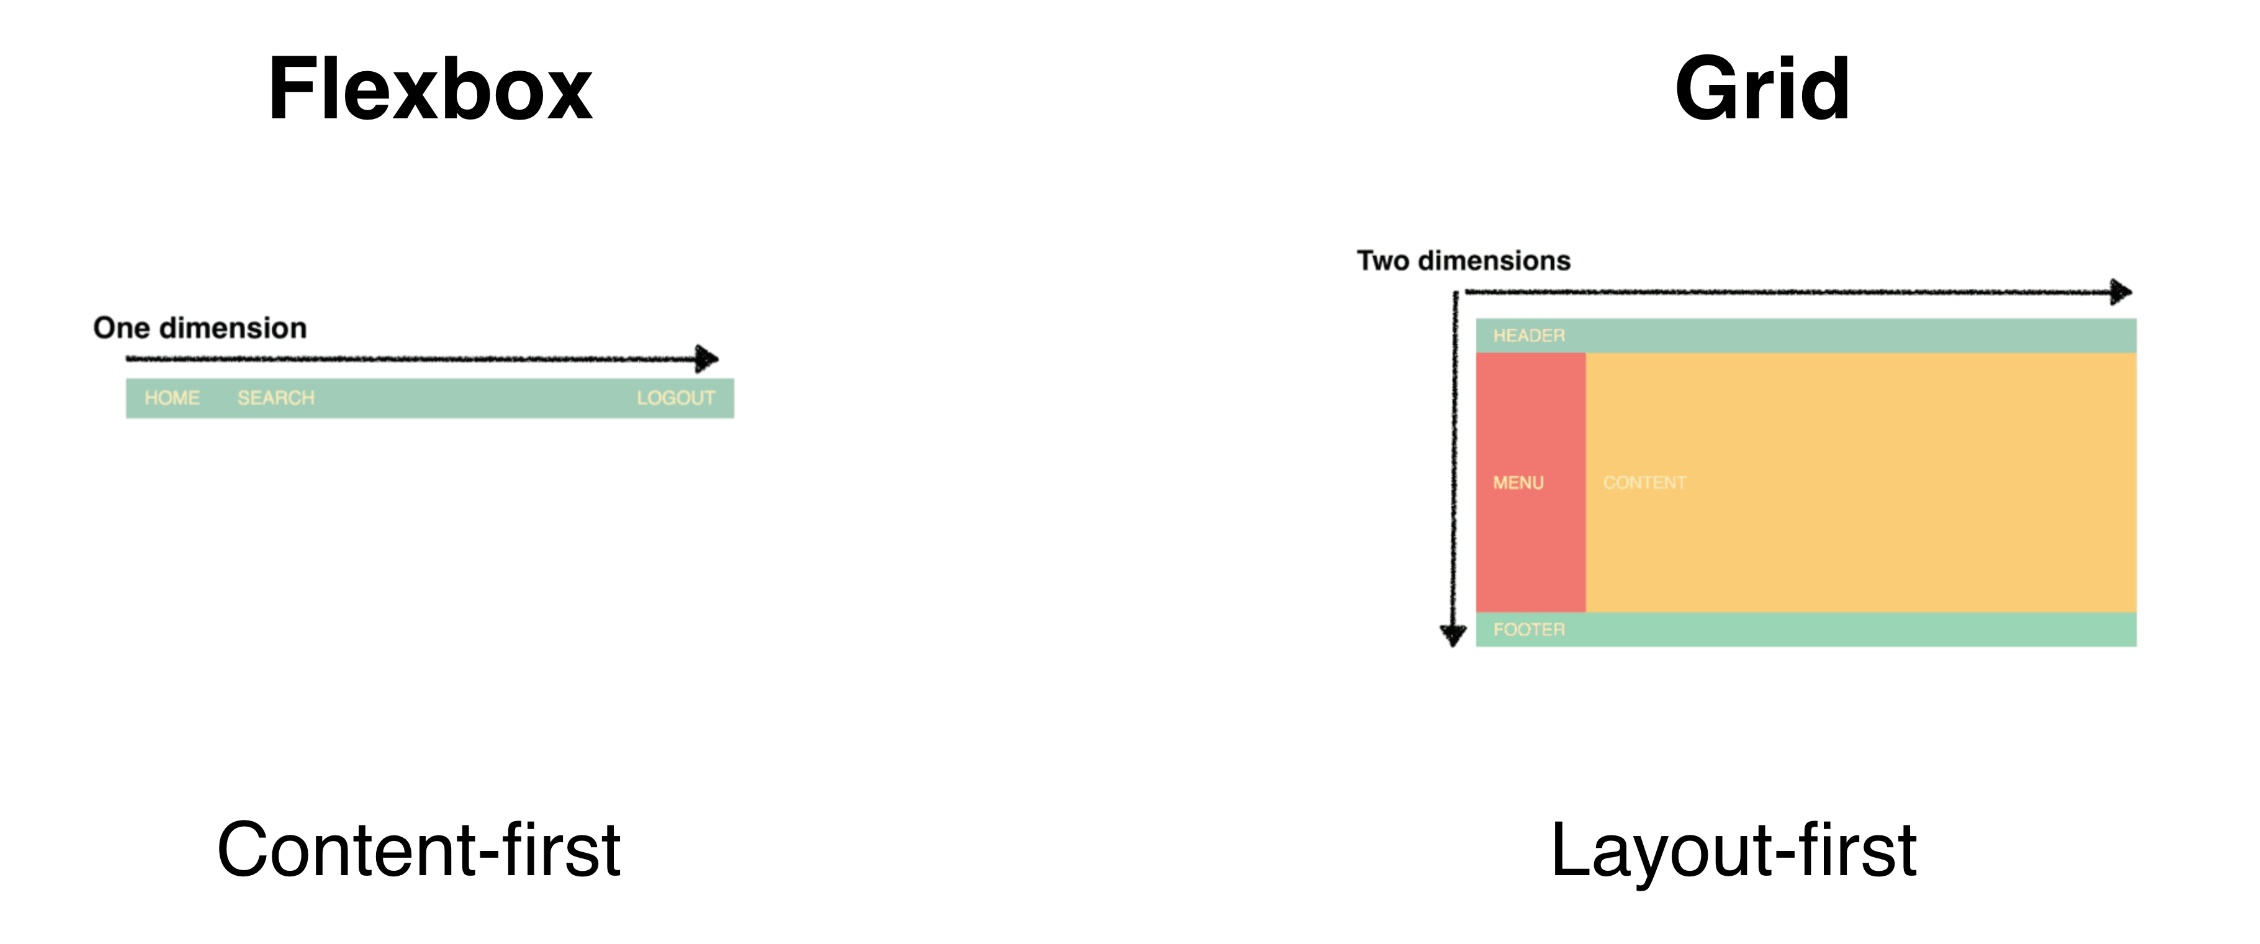 Flexbox
One dimension
HOME SEARCH LOGOUT
Content-first
Grid
Two dimensions
HEADER
MENU CONTENT
FOOTER
Layout-first